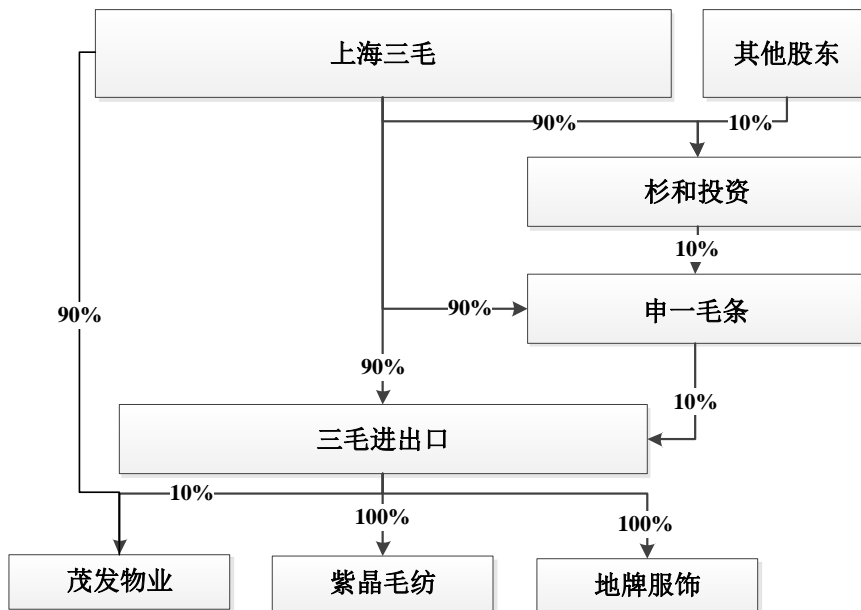 上海三毛
其他股东
90%
10%
杉和投资
10%
90%
90%
申一毛条
90%
10%
三毛进出口
10%
100%
100%
茂发物业
紫晶毛纺
地牌服饰